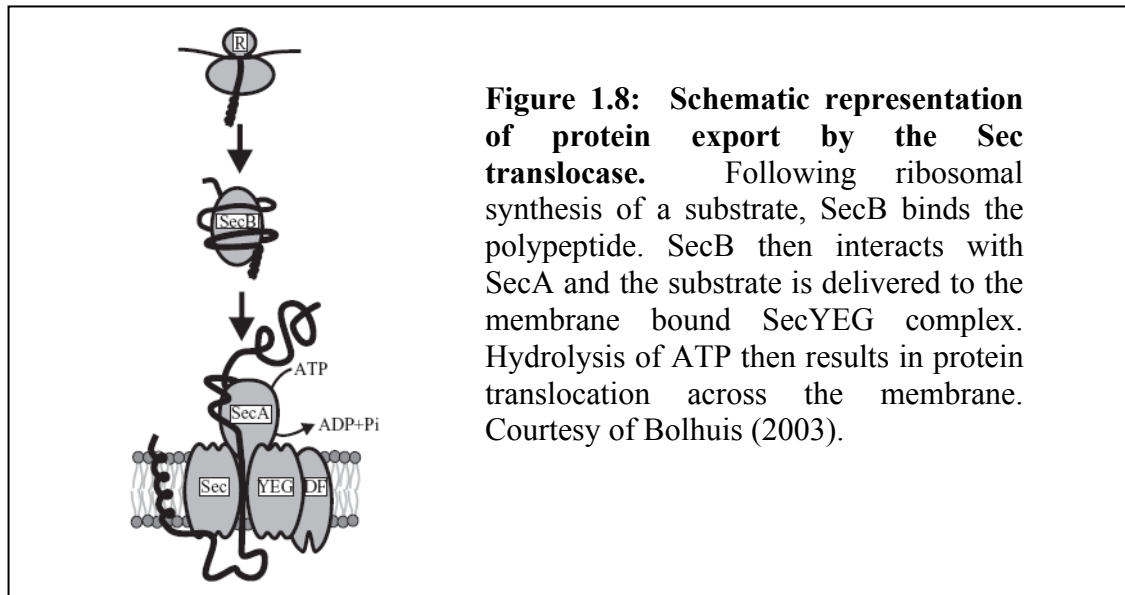 R
SecB
ATP
SecA
ADP+Pi
Sec
YEG
DF
Figure 1.8: Schematic representation
of protein export by the Sec
translocase. Following ribosomal
synthesis of a substrate, SecB binds the
polypeptide. SecB then interacts with
SecA and the substrate is delivered to the
membrane bound SecYEG complex.
Hydrolysis of ATP then results in protein
translocation across the membrane.
Courtesy of Bolhuis (2003).